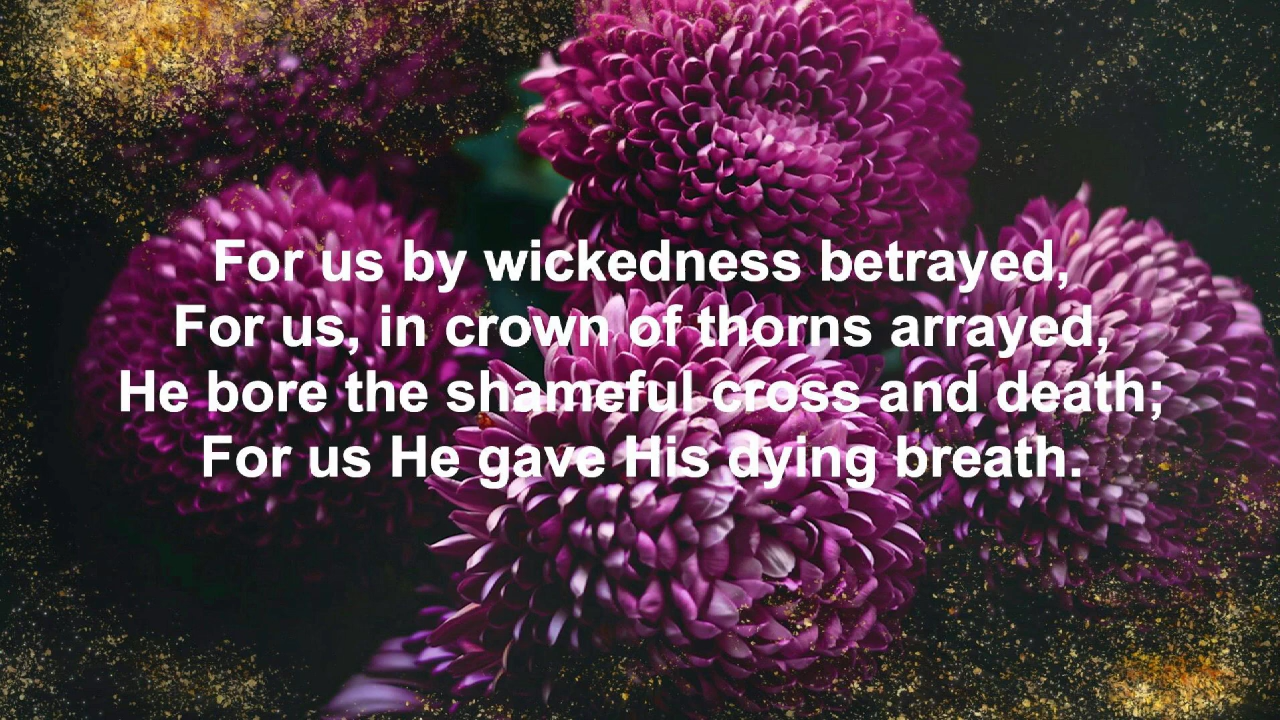 For us by wickedness betrayed,
For us, in crown of thorns arrayed,
He bore the shameful cross and death;
For us He gave His dying breath.